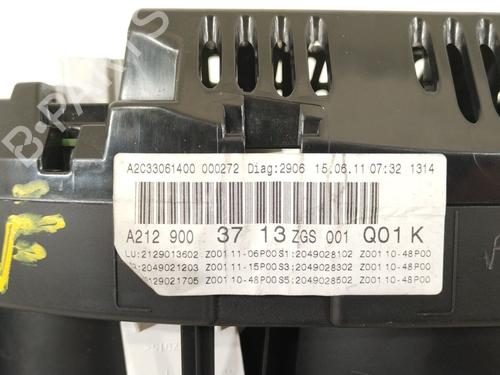 B-PARTS
A2C33061400 000272 Diag:2906 15.06.11 07:32 1314
A212 900 37 13 ZGS 001 Q01 K
LU:2129013602 Z001 11-06P00 S1:2049028102 Z001 10-48P00
:2049021203 Z001 11-15P00 S3:2049028302 Z001 10-48P00
:2129021705 Z001 10-48P00 S5:2049028502 Z001 10-48P00